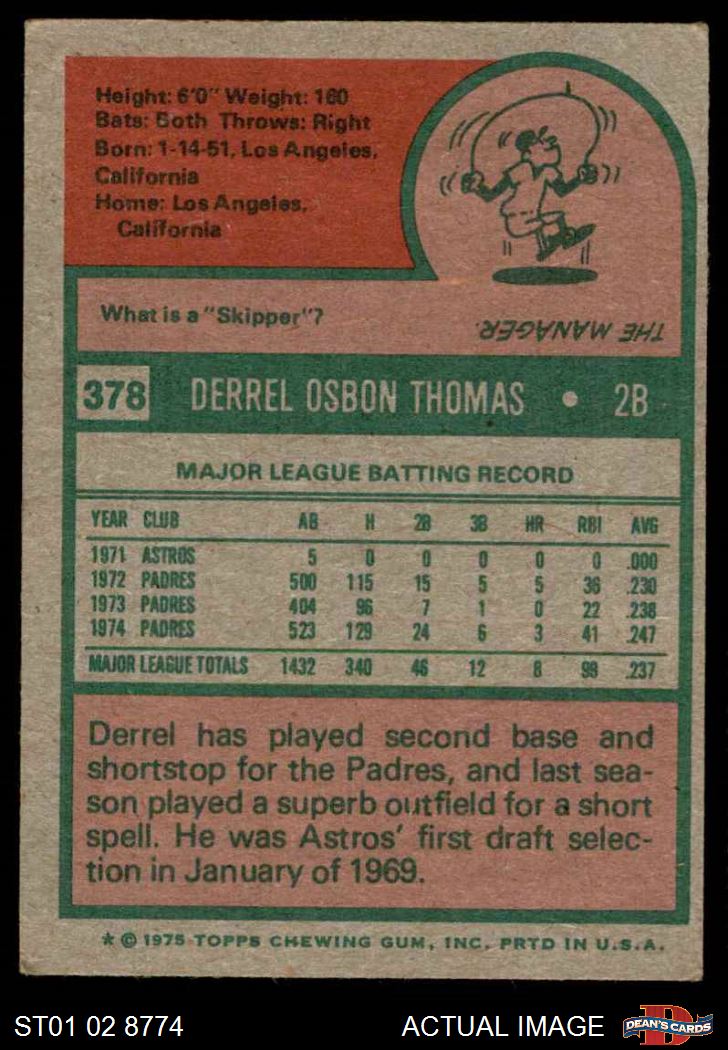 Height: 6'0" Weight: 160
Bats: Both Throws: Right
Born: 1-14-51, Los Angeles,
California
Home: Los Angeles,
California
What is a "Skipper"?
THE MANAGER.
378 DERREL OSBON THOMAS • 2B
MAJOR LEAGUE BATTING RECORD
YEAR CLUB AB H 2B 3B HR RBI AVG
1971 ASTROS 5 0 0 0 0 0 .000
1972 PADRES 500 115 15 5 5 36 .230
1973 PADRES 404 96 7 1 0 22 .238
1974 PADRES 523 129 24 6 3 41 .247
MAJOR LEAGUE TOTALS 1432 340 46 12 8 99 .237
Derrel has played second base and
shortstop for the Padres, and last sea-
son played a superb outfield for a short
spell. He was Astros' first draft selec-
tion in January of 1969.
* © 1975 TOPPS CHEWING GUM, INC. PRTD IN U.S.A.
ST01 02 8774 ACTUAL IMAGE D DEAN'S CARDS